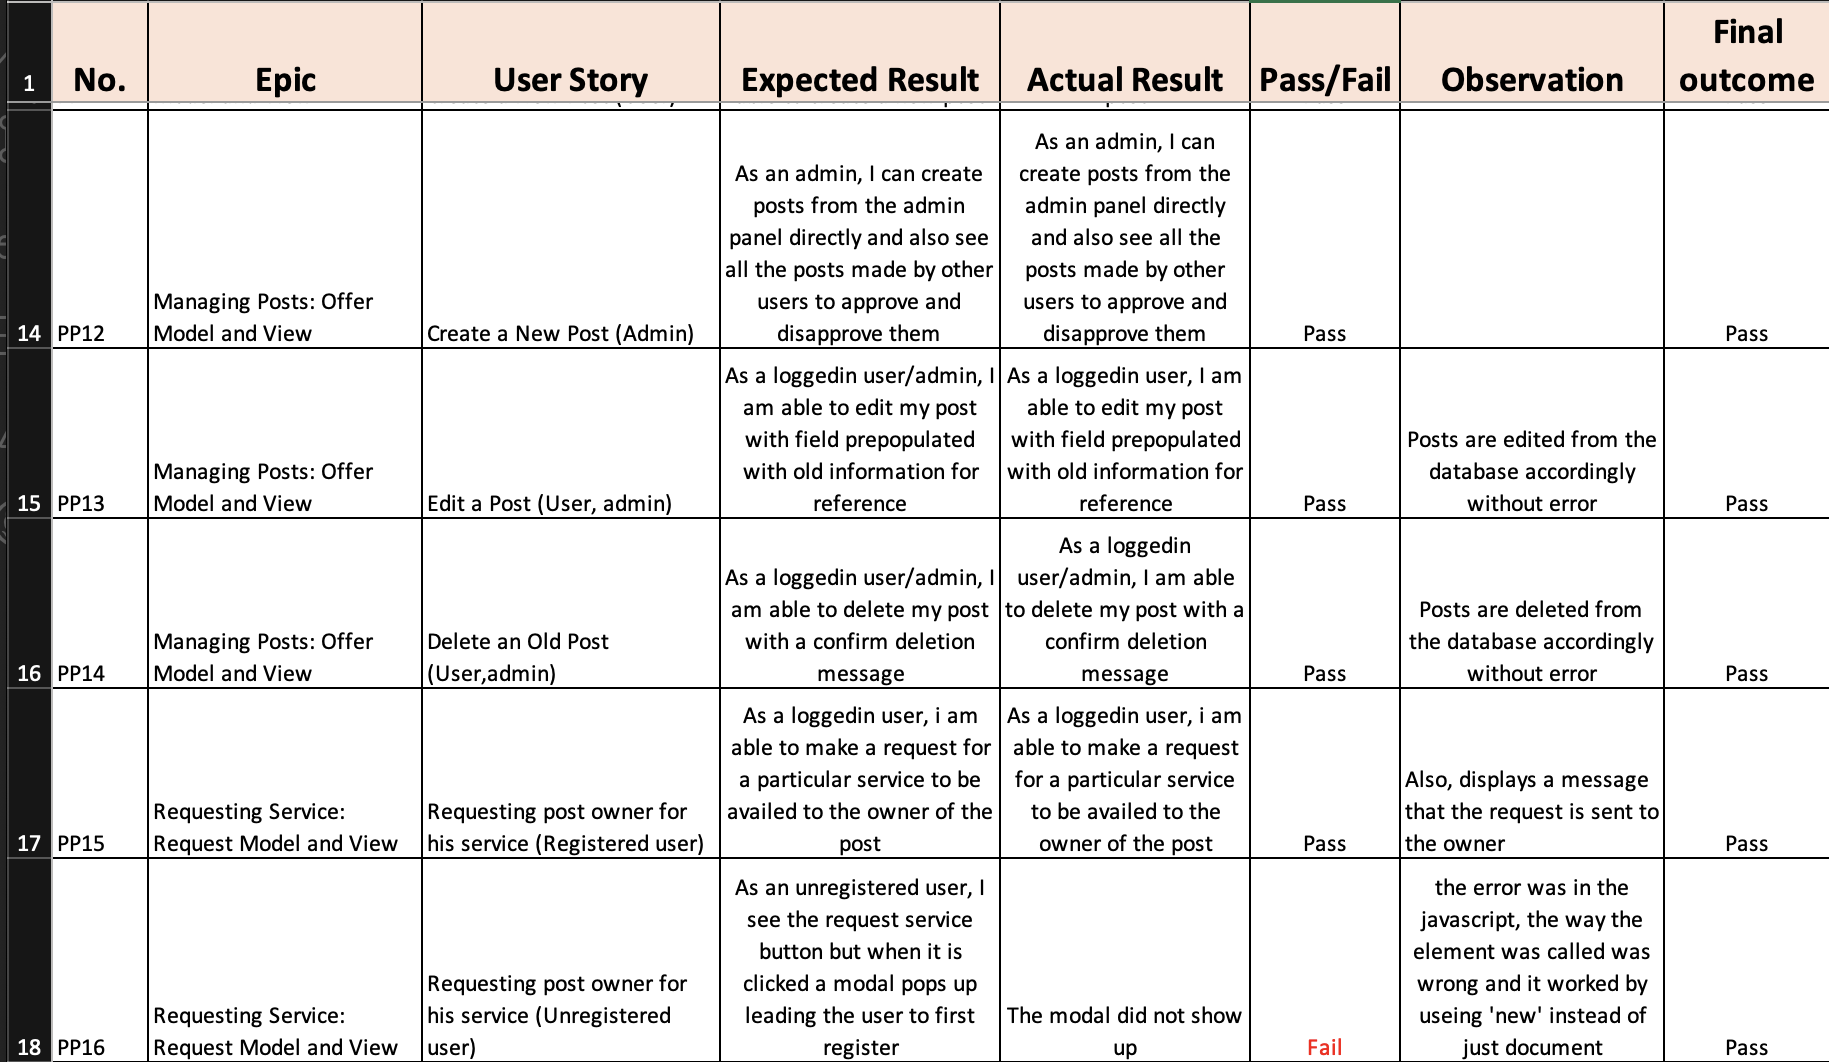 1
No.
Epic
User Story
Expected Result
Actual Result
Pass/Fail
Observation
Final
outcome
14
PP12
Managing Posts: Offer
Model and View
Create a New Post (Admin)
As an admin, I can create
posts from the admin
panel directly and also see
all the posts made by other
users to approve and
disapprove them
As an admin, I can
create posts from the
admin panel directly
and also see all the
posts made by other
users to approve and
disapprove them
Pass
Pass
15
PP13
Managing Posts: Offer
Model and View
Edit a Post (User, admin)
As a loggedin user/admin, I
am able to edit my post
with field prepopulated
with old information for
reference
As a loggedin user, I am
able to edit my post
with field prepopulated
with old information for
reference
Pass
Posts are edited from the
database accordingly
without error
Pass
16
PP14
Managing Posts: Offer
Model and View
Delete an Old Post
(User,admin)
As a loggedin user/admin, I
am able to delete my post
with a confirm deletion
message
As a loggedin
user/admin, I am able
to delete my post with a
confirm deletion
message
Pass
Posts are deleted from
the database accordingly
without error
Pass
17
PP15
Requesting Service:
Request Model and View
Requesting post owner for
his service (Registered user)
As a loggedin user, i am
able to make a request for
a particular service to be
availed to the owner of the
post
As a loggedin user, i am
able to make a request
for a particular service
to be availed to the
owner of the post
Pass
Also, displays a message
that the request is sent to
the owner
Pass
18
PP16
Requesting Service:
Request Model and View
Requesting post owner for
his service (Unregistered
user)
As an unregistered user, I
see the request service
button but when it is
clicked a modal pops up
leading the user to first
register
The modal did not show
up
Fail
the error was in the
javascript, the way the
element was called was
wrong and it worked by
useing 'new' instead of
just document
Pass